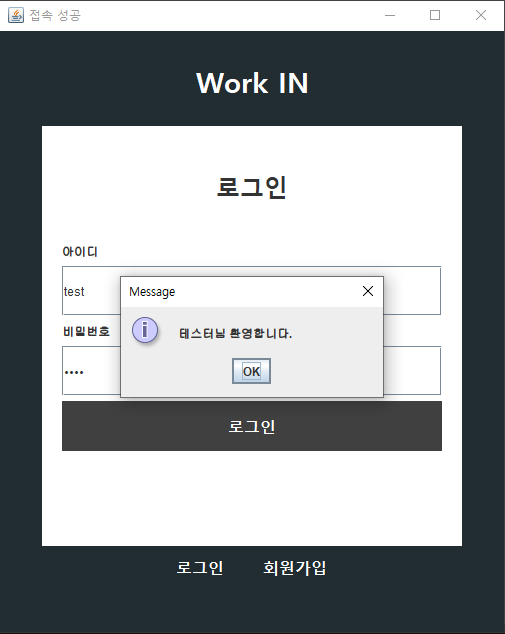 접속 성공
Work IN
로그인
아이디
test
Message
테스터님 환영합니다.
OK
비밀번호
••••
로그인
로그인 회원가입